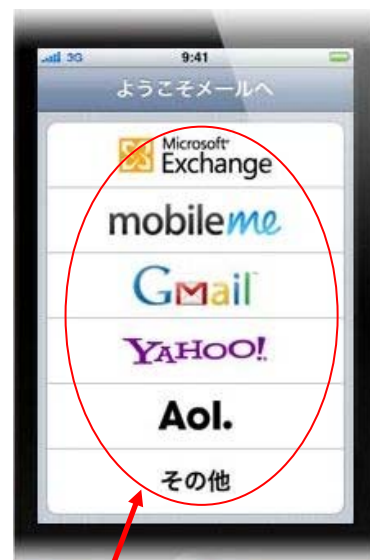 3G 9:41
ようこそメールへ
Microsoft
Exchange
mobileme
Gmail
YAHOO!
Aol.
その他